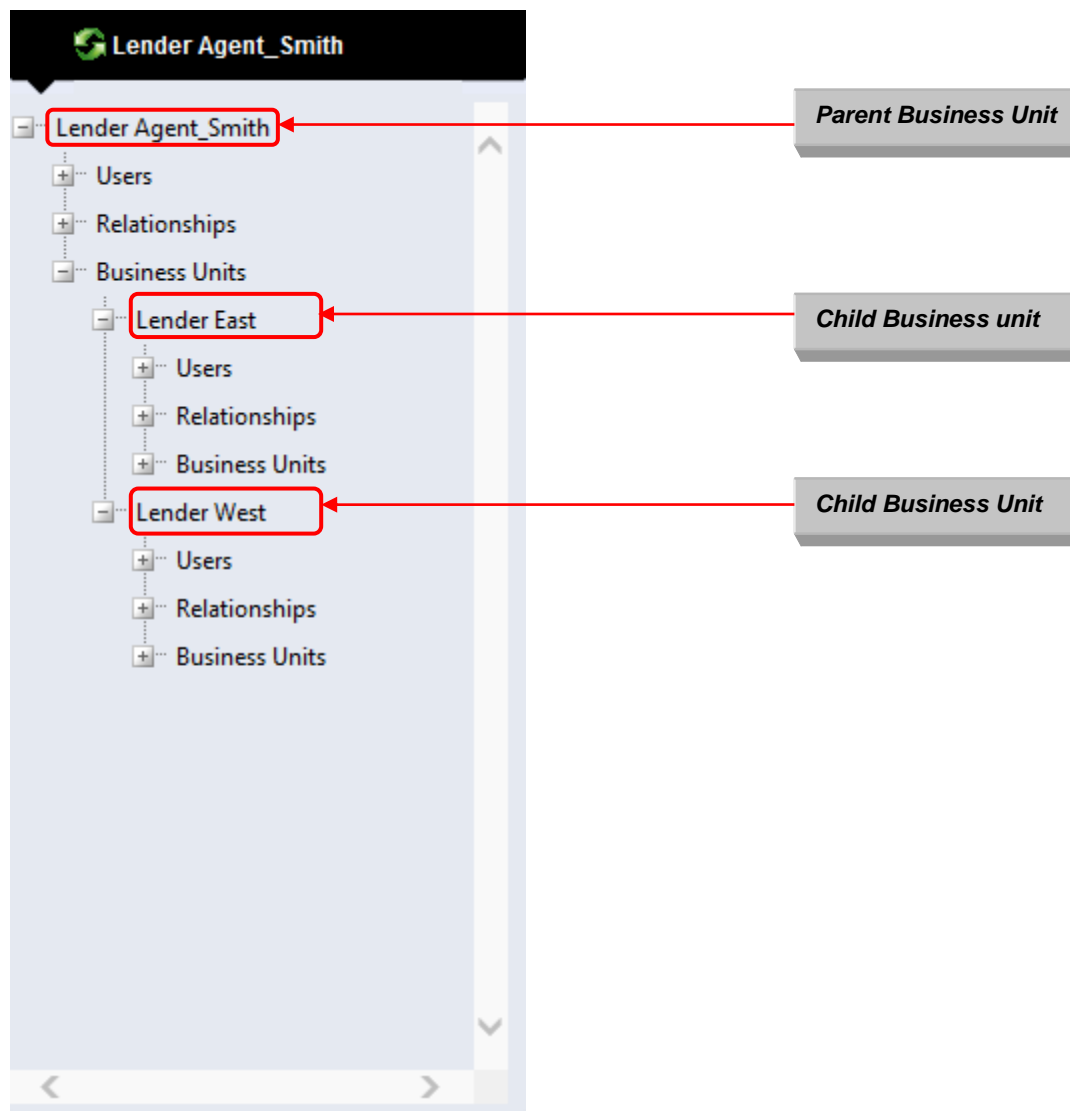 Lender Agent_Smith
Lender Agent_Smith
Parent Business Unit
Users
Relationships
Business Units
Lender East
Child Business unit
Users
Relationships
Business Units
Lender West
Child Business Unit
Users
Relationships
Business Units